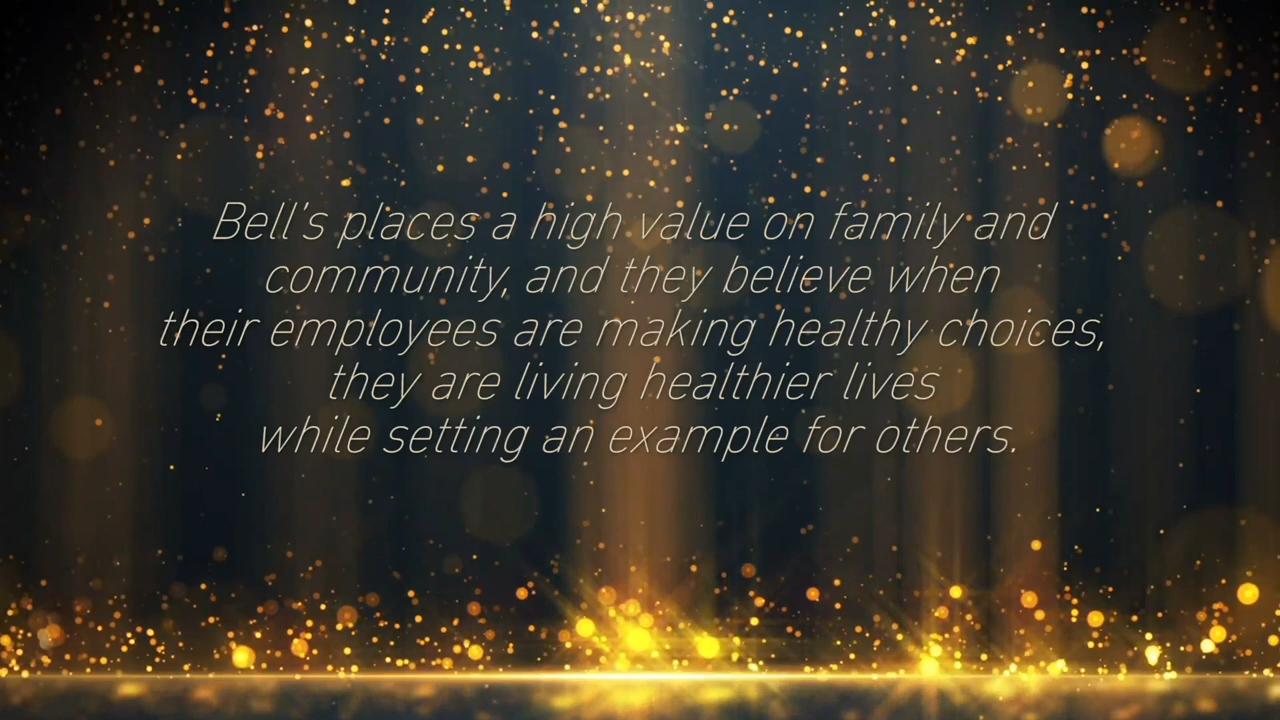 Bell's places a high value on family and
community, and they believe when
their employees are making healthy choices,
they are living healthier lives
while setting an example for others.